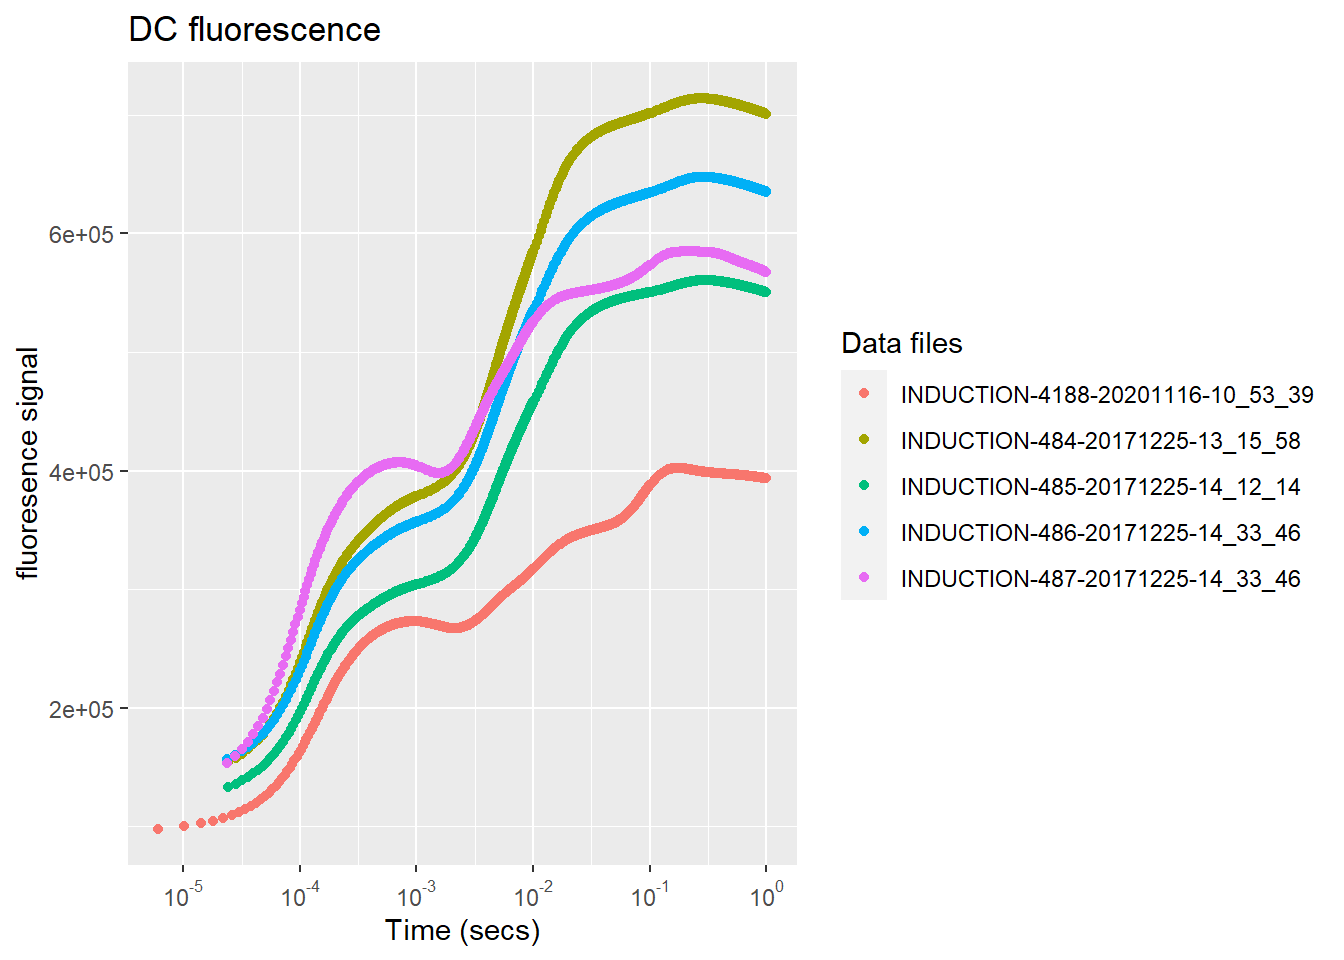 DC fluorescence
fluoresence signal
6e+05
4e+05
2e+05
10-5 10-4 10-3 10-2 10-1 100
Time (secs)
Data files
INDUCTION-4188-20201116-10_53_39
INDUCTION-484-20171225-13_15_58
INDUCTION-485-20171225-14_12_14
INDUCTION-486-20171225-14_33_46
INDUCTION-487-20171225-14_33_46